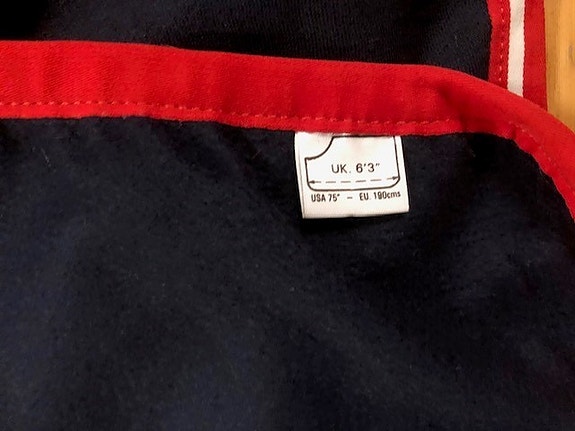 UK. 6'3"
USA 75" - EU. 190cms